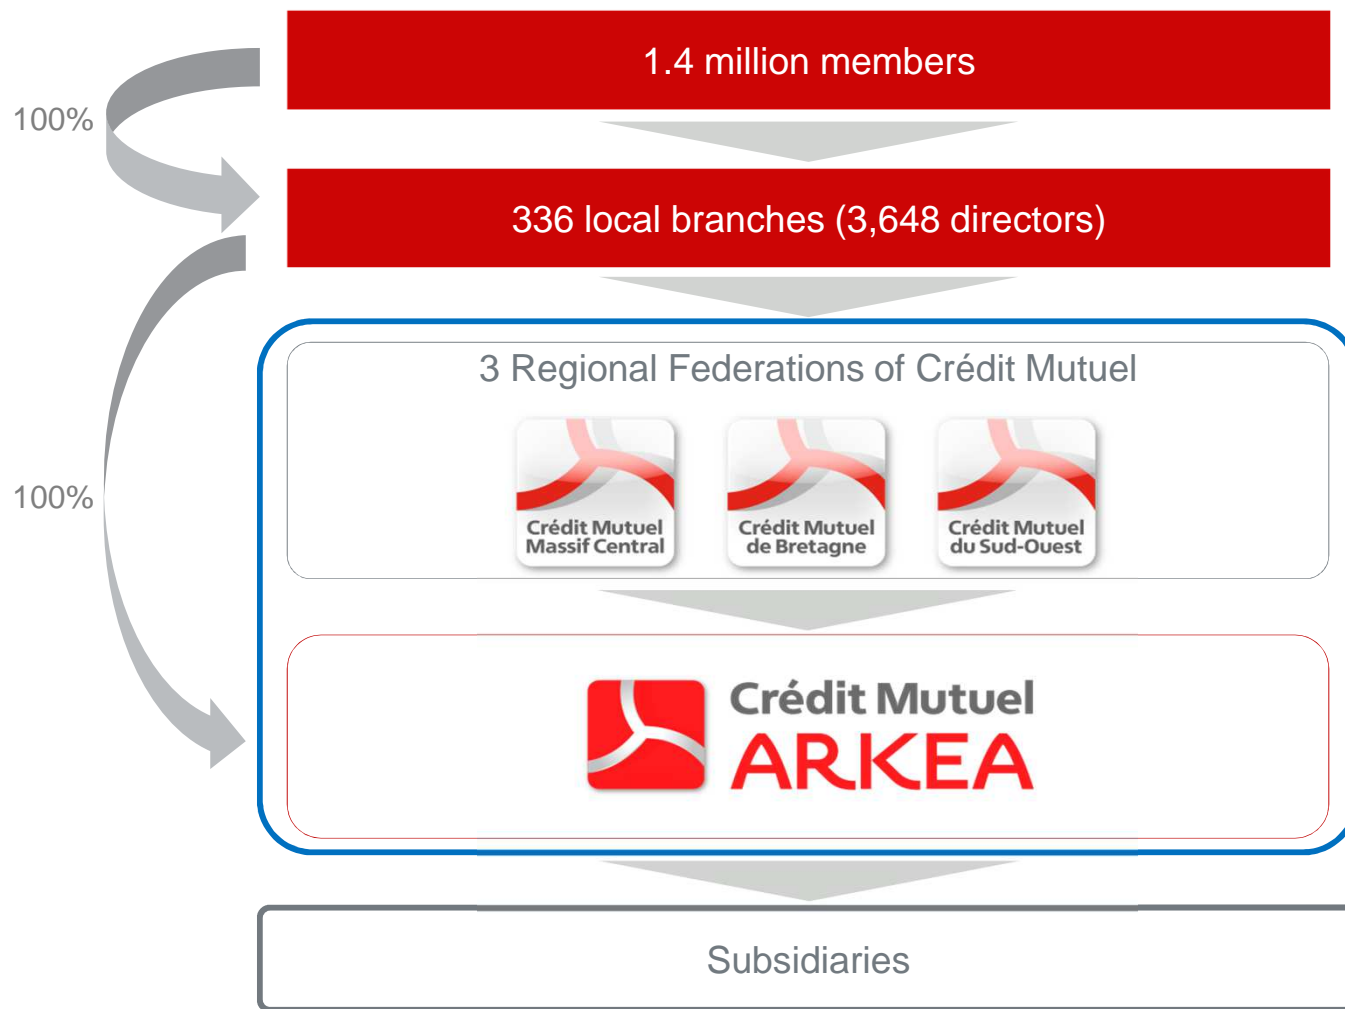 1.4 million members
100%
336 local branches (3,648 directors)
3 Regional Federations of Crédit Mutuel
Crédit Mutuel
Massif Central
Crédit Mutuel
de Bretagne
Crédit Mutuel
du Sud-Ouest
100%
Crédit Mutuel
ARKEA
Subsidiaries